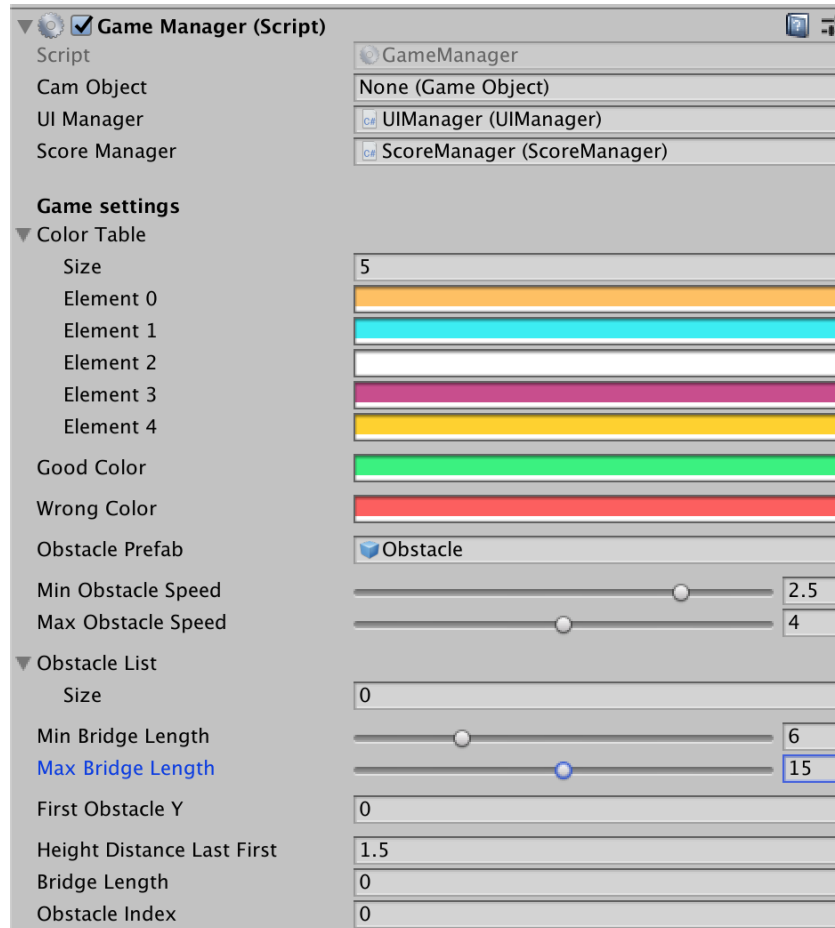 Game Manager (Script)
Script GameManager
Cam Object None (Game Object)
UI Manager UIManager (UIManager)
Score Manager ScoreManager (ScoreManager)
Game settings
Color Table
Size 5
Element 0
Element 1
Element 2
Element 3
Element 4
Good Color
Wrong Color
Obstacle Prefab Obstacle
Min Obstacle Speed 2.5
Max Obstacle Speed 4
Obstacle List
Size 0
Min Bridge Length 6
Max Bridge Length 15
First Obstacle Y 0
Height Distance Last First 1.5
Bridge Length 0
Obstacle Index 0